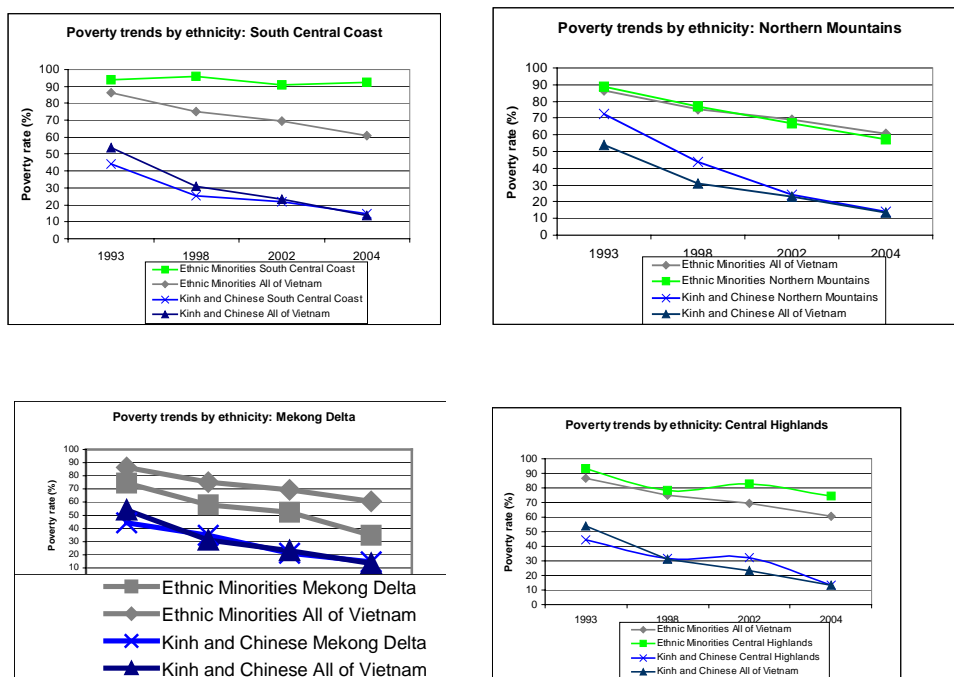 Poverty trends by ethnicity: South Central Coast
Poverty rate (%)
100
90
80
70
60
50
40
30
20
10
0
1993 1998 2002 2004
Ethnic Minorities South Central Coast
Ethnic Minorities All of Vietnam
Kinh and Chinese South Central Coast
Kinh and Chinese All of Vietnam
Poverty trends by ethnicity: Northern Mountains
Poverty rate (%)
100
90
80
70
60
50
40
30
20
10
0
1993 1998 2002 2004
Ethnic Minorities All of Vietnam
Ethnic Minorities Northern Mountains
Kinh and Chinese Northern Mountains
Kinh and Chinese All of Vietnam
Poverty trends by ethnicity: Mekong Delta
Poverty rate (%)
100
90
80
70
60
50
40
30
20
10
Ethnic Minorities Mekong Delta
Ethnic Minorities All of Vietnam
Kinh and Chinese Mekong Delta
Kinh and Chinese All of Vietnam
Poverty trends by ethnicity: Central Highlands
Poverty rate (%)
100
90
80
70
60
50
40
30
20
10
0
1993 1998 2002 2004
Ethnic Minorities All of Vietnam
Ethnic Minorities Central Highlands
Kinh and Chinese Central Highlands
Kinh and Chinese All of Vietnam